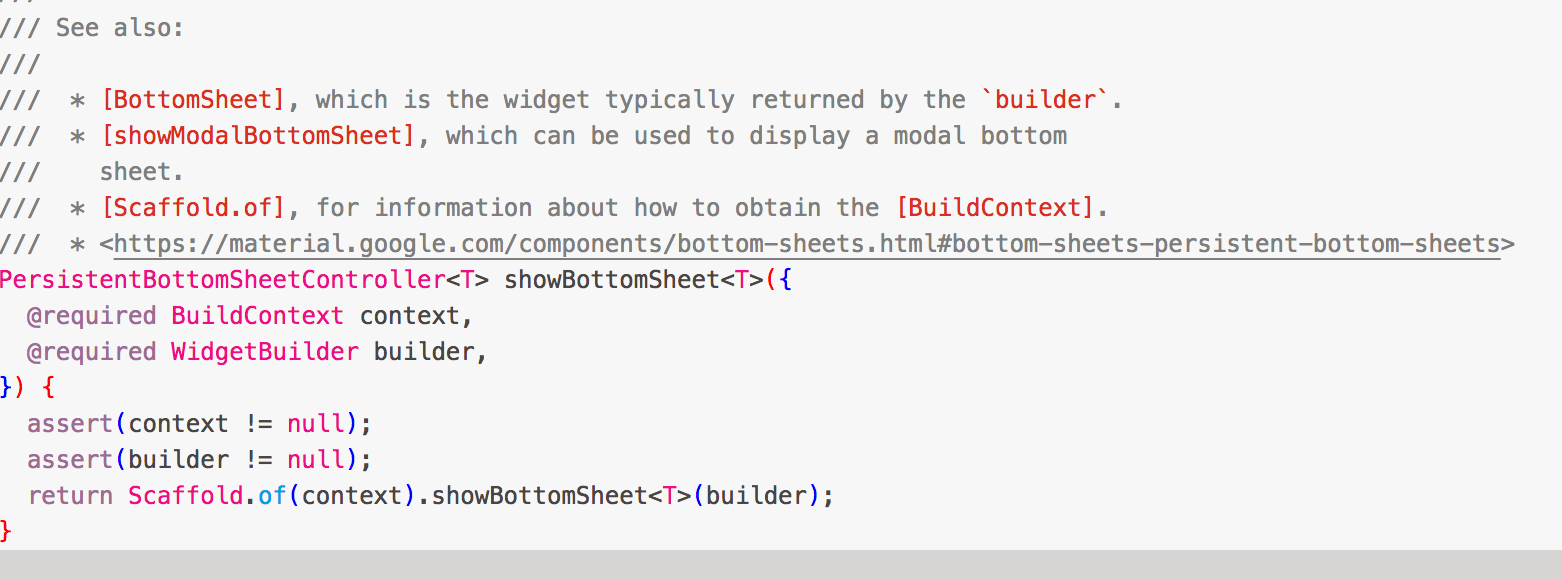 ///
/// See also:
///
///  * [BottomSheet], which is the widget typically returned by the `builder`.
///  * [showModalBottomSheet], which can be used to display a modal bottom
///    sheet.
///  * [Scaffold.of], for information about how to obtain the [BuildContext].
///  * <https://material.google.com/components/bottom-sheets.html#bottom-sheets-persistent-bottom-sheets>
PersistentBottomSheetController<T> showBottomSheet<T>({
  @required BuildContext context,
  @required WidgetBuilder builder,
}) {
  assert(context != null);
  assert(builder != null);
  return Scaffold.of(context).showBottomSheet<T>(builder);
}